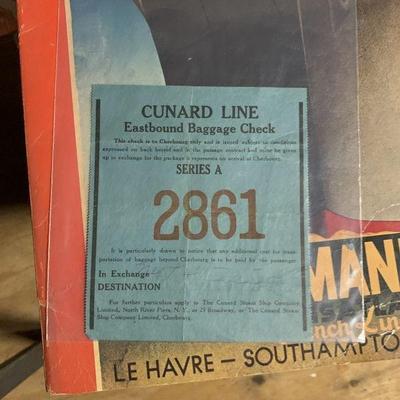 CUNARD LINE
Eastbound Baggage Check
This check is to Cherbourg only and is issued subject to conditions
expressed on back hereof and in the passage contract and must be given
up in exchange for the package it represents on arrival at Cherbourg.
SERIES A
2861
It is particularly drawn to notice that any additional cost for trans-
portation of baggage beyond Cherbourg is to be paid by the passenger
In Exchange
DESTINATION
For further particulars apply to The Cunard Steam Ship Company
Limited, North River Piers, N. Y., or 25 Broadway, or The Cunard Steam
Ship Company Limited, Cherbourg.
MAN
nch Lin
LE HAVRE – SOUTHAMPTO